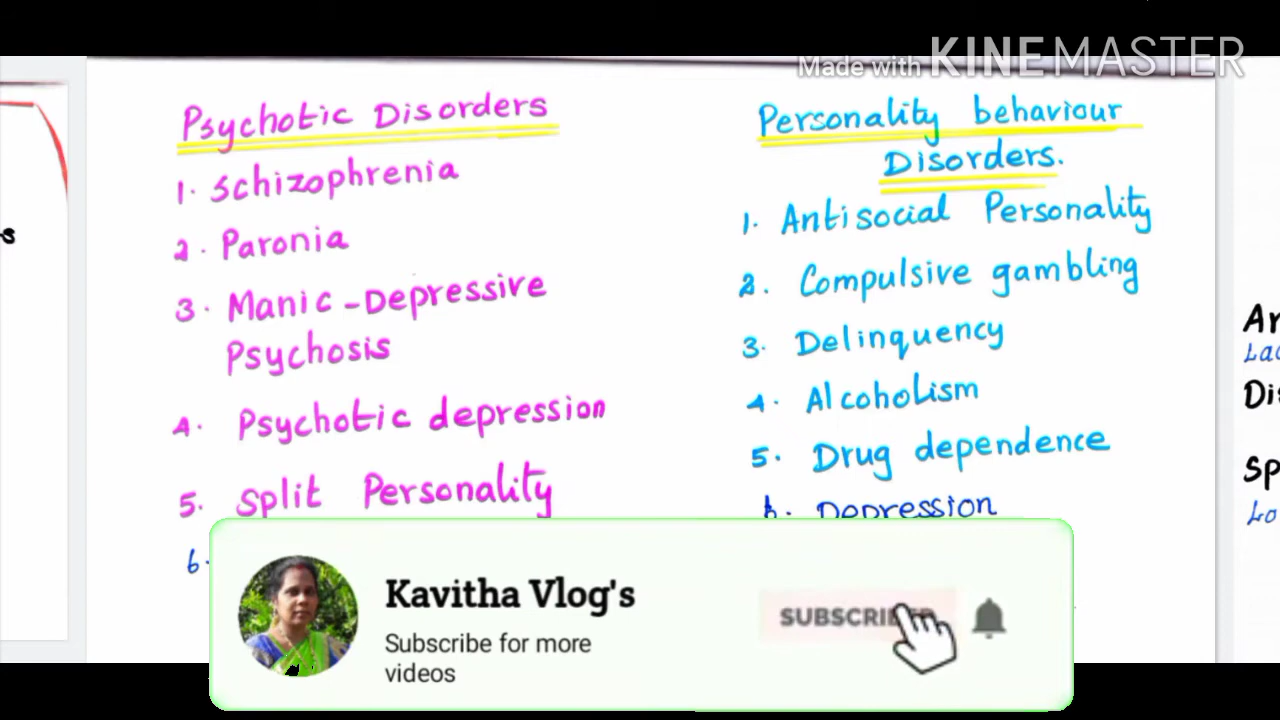 Made with KINEMASTER
Psychotic Disorders
1. Schizophrenia
2. Paronia
3. Manic-Depressive
Psychosis
4. Psychotic depression
5. Split Personality
6.
Personality behaviour
Disorders.
1. Antisocial Personality
2. Compulsive gambling
3. Delinquency
4. Alcoholism
5. Drug dependence
6. Depression
s
Kavitha Vlog's
Subscribe for more
videos